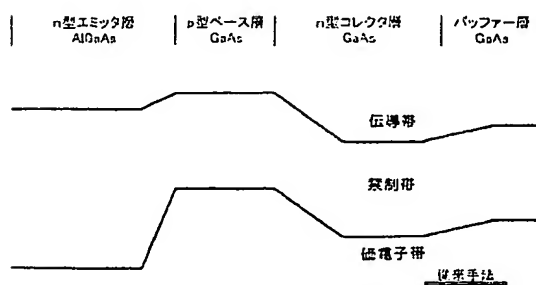 n型エミッタ層 p型ベース層 n型コレクタ層 バッファー層
AlGaAs GaAs GaAs GaAs
伝導帯
禁制帯
価電子帯
従来手法